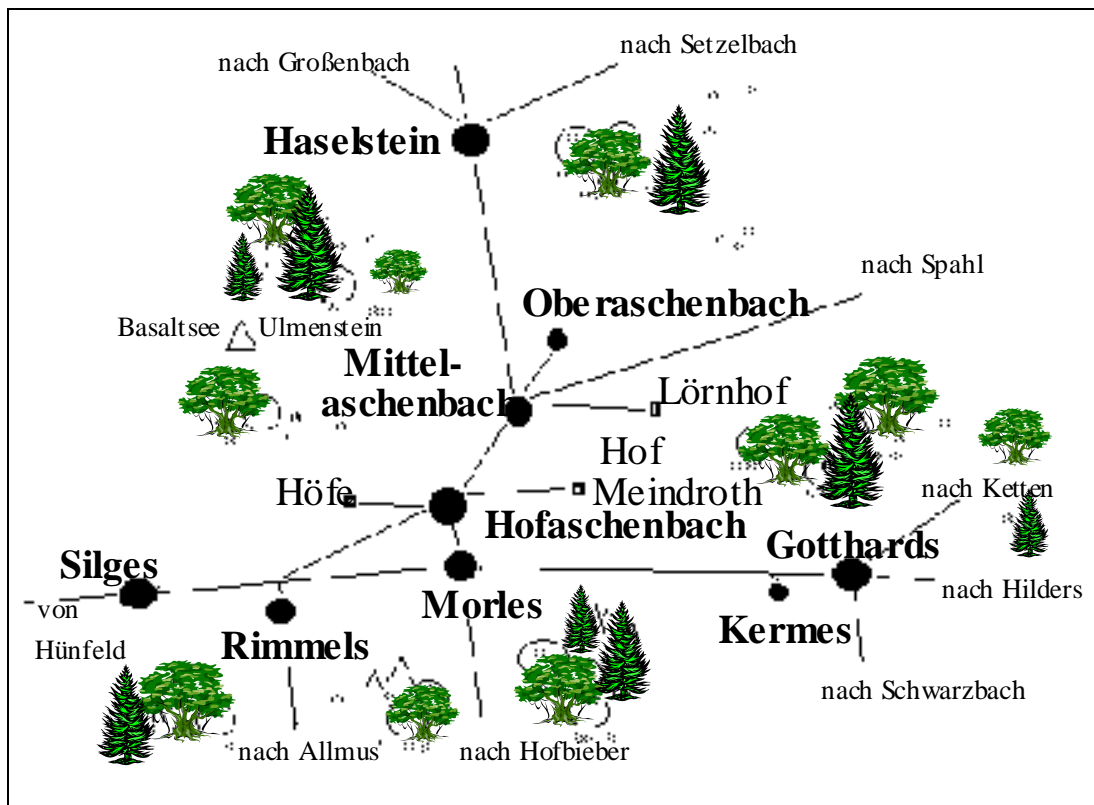 nach Großenbach
nach Setzelbach
Haselstein
nach Spahl
Oberaschenbach
Basaltsee
Ulmenstein
Mittel-
aschenbach
Lörnhof
Hof
Meindroth
Höfe
nach Ketten
Hofaschenbach
Gotthards
Silges
nach Hilders
von
Hünfeld
Morles
Rimmels
Kermes
nach Schwarzbach
nach Allmus
nach Hofbieber